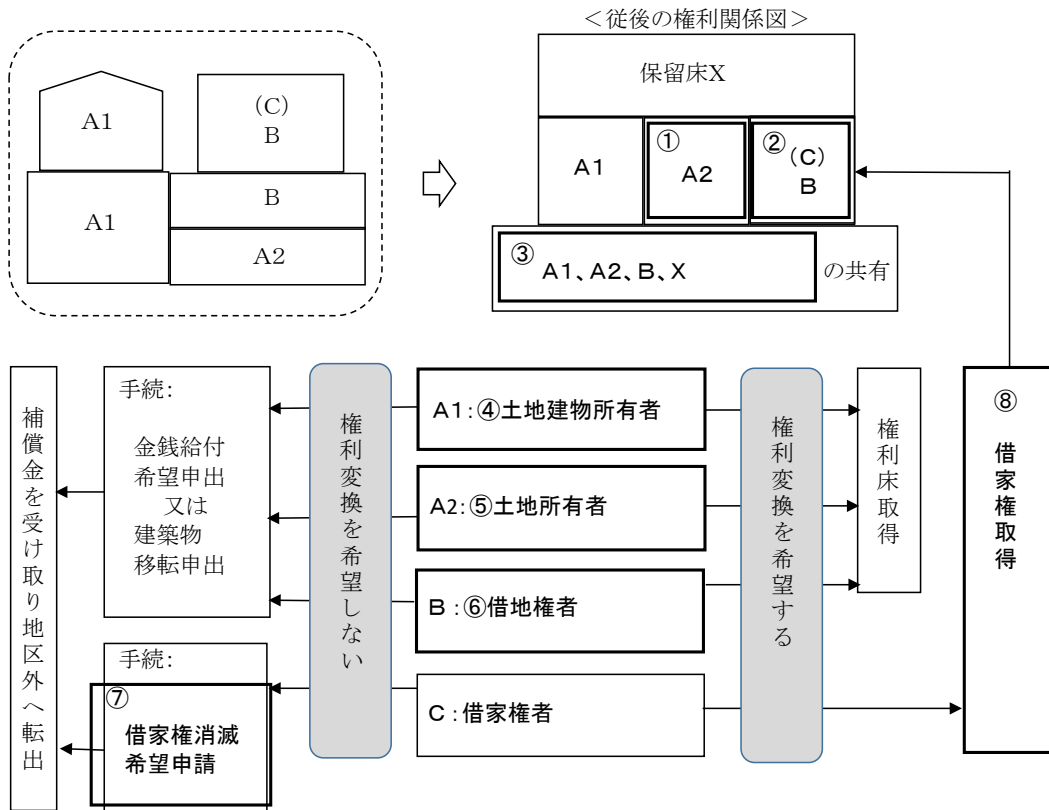 <従後の権利関係図>
A1
(C)
B
A1
B
A2
保留床X
A1
①
A2
②
(C)
B
③
A1、A2、B、X
の共有
補償金を受け取り地区外へ転出
手続:
金銭給付
希望申出
又は
建築物
移転申出
手続:
⑦
借家権消滅
希望申請
権利変換を希望しない
A1:④土地建物所有者
A2:⑤土地所有者
B:⑥借地権者
C:借家権者
権利変換を希望する
権利床取得
⑧
借家権取得